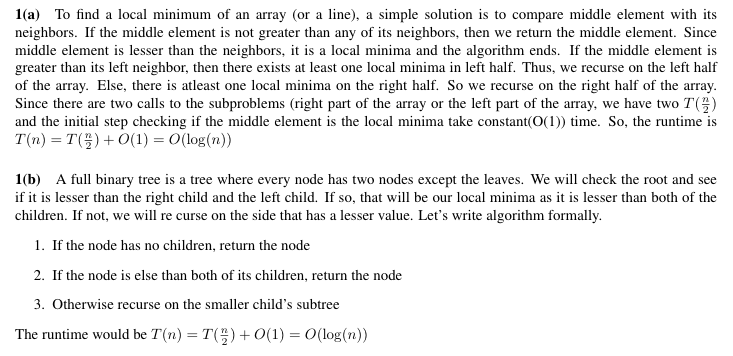 1(a) To find a local minimum of an array (or a line), a simple solution is to compare middle element with its
neighbors. If the middle element is not greater than any of its neighbors, then we return the middle element. Since
middle element is lesser than the neighbors, it is a local minima and the algorithm ends. If the middle element is
greater than its left neighbor, then there exists at least one local minima in left half. Thus, we recurse on the left half
of the array. Else, there is atleast one local minima on the right half. So we recurse on the right half of the array.
Since there are two calls to the subproblems (right part of the array or the left part of the array, we have two T(n/2)
and the initial step checking if the middle element is the local minima take constant(O(1)) time. So, the runtime is
T(n) = T(n/2) + O(1) = O(log(n))
1(b) A full binary tree is a tree where every node has two nodes except the leaves. We will check the root and see
if it is lesser than the right child and the left child. If so, that will be our local minima as it is lesser than both of the
children. If not, we will re curse on the side that has a lesser value. Let's write algorithm formally.
1. If the node has no children, return the node
2. If the node is else than both of its children, return the node
3. Otherwise recurse on the smaller child's subtree
The runtime would be T(n) = T(n/2) + O(1) = O(log(n))